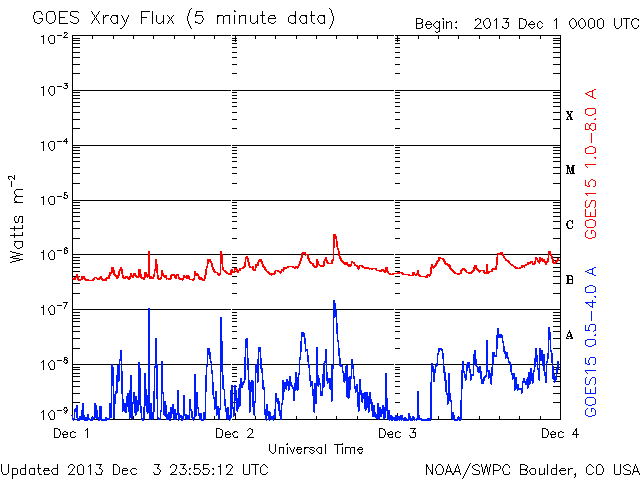 GOES Xray Flux (5 minute data)
Begin: 2013 Dec 1 0000 UTC
10⁻²
10⁻³
10⁻⁴
10⁻⁵
10⁻⁶
10⁻⁷
10⁻⁸
10⁻⁹
Watts m⁻²
X
M
C
B
A
GOES15 1.0-8.0 A
GOES15 0.5-4.0 A
Dec 1
Dec 2
Dec 3
Dec 4
Universal Time
Updated 2013 Dec 3 23:55:12 UTC
NOAA/SWPC Boulder, CO USA